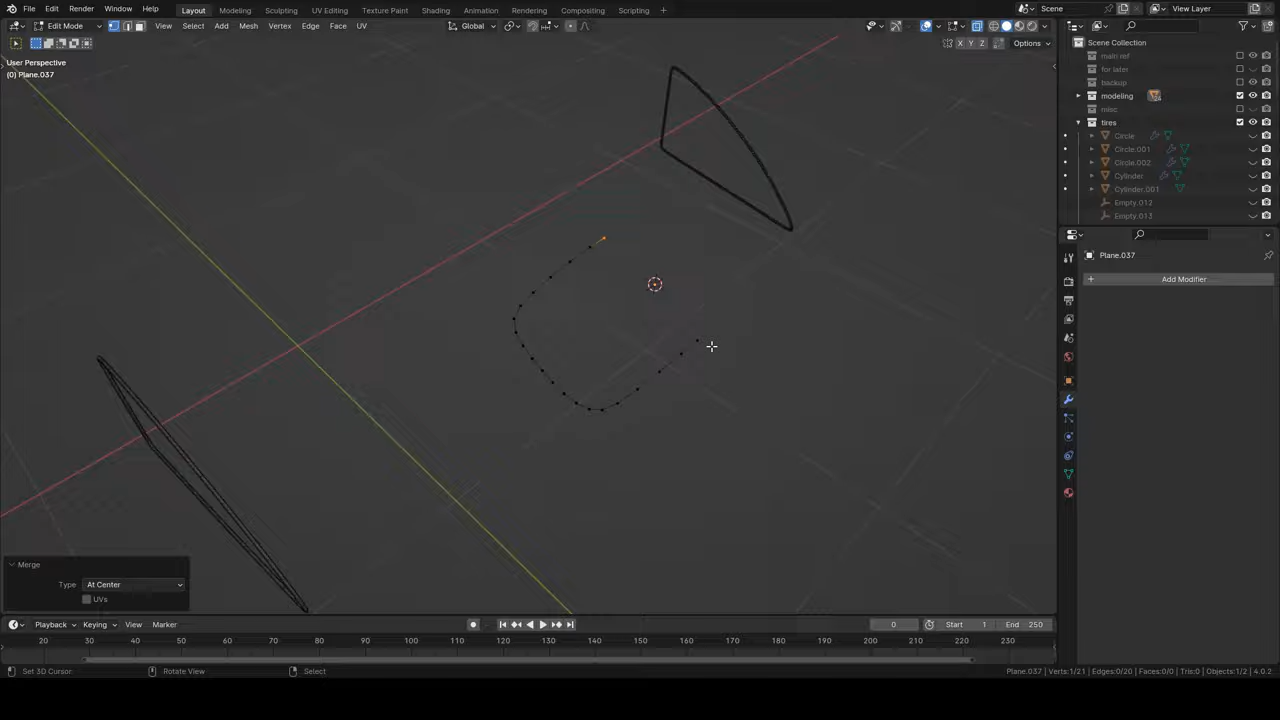 File Edit Render Window Help Layout Modeling Sculpting UV Editing Texture Paint Shading Animation Rendering Compositing Scripting Scene View Layer
Edit Mode View Select Add Mesh Vertex Edge Face UV Global
X Y Z Options
User Perspective
(0) Plane.037
Scene Collection
main ref
for later
backup
modeling
misc
tires
Circle
Circle.001
Circle.002
Cylinder
Cylinder.001
Empty.012
Empty.013
Plane.037
Add Modifier
Merge
Type At Center
UVs
Playback Keying View Marker 0 Start 1 End 250
20 30 40 50 60 70 80 90 100 110 120 130 140 150 160 170 180 190 200 210 220 230
Set 3D Cursor Rotate View Select Plane.037 | Verts:1/21 | Edges:0/20 | Faces:0/0 | Tris:0 | Objects:1/2 | 4.0.2